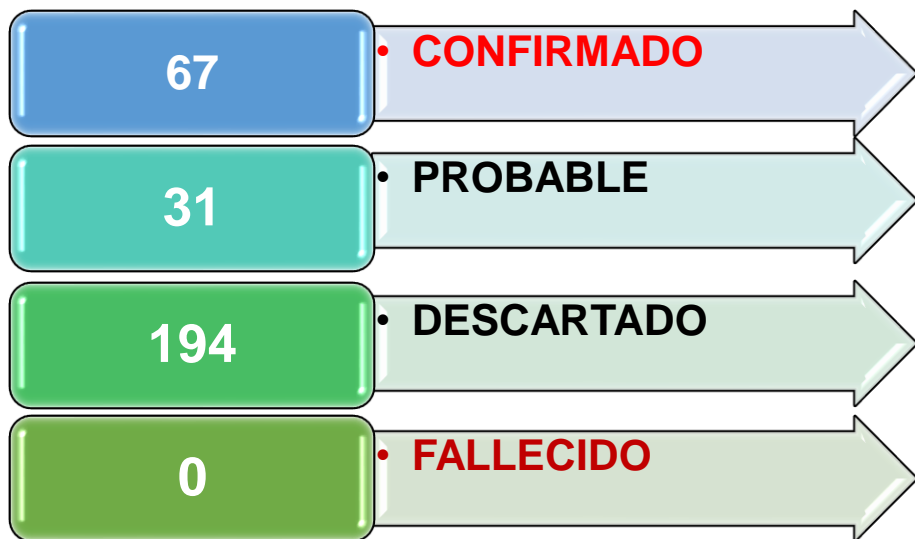 67
• CONFIRMADO
31
• PROBABLE
194
• DESCARTADO
0
• FALLECIDO